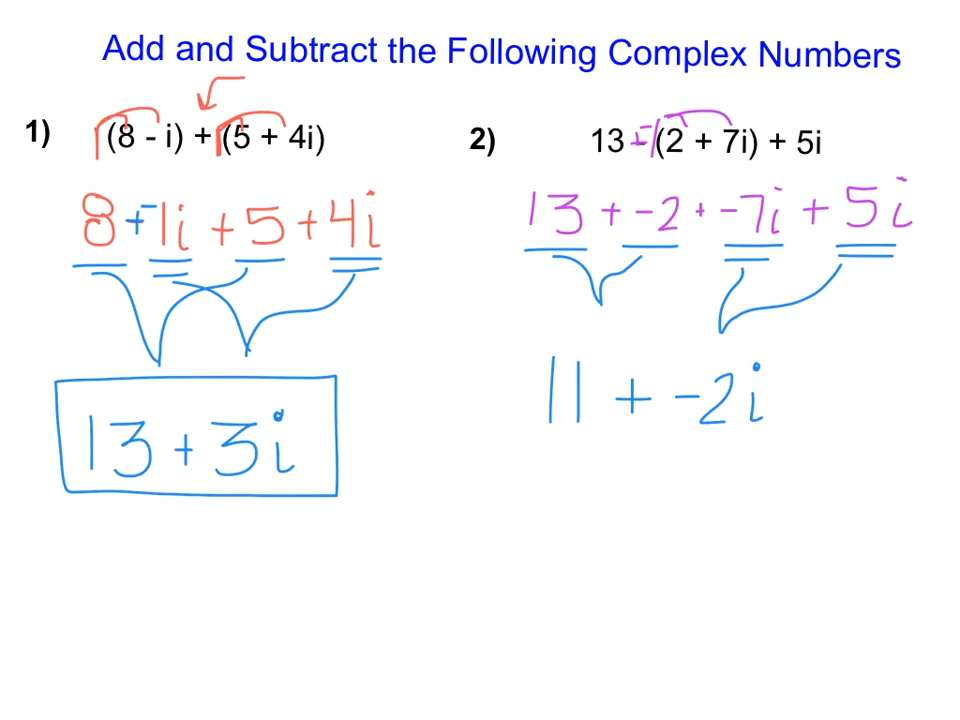 Add and Subtract the Following Complex Numbers
1) (8 - i) + (5 + 4i)
8 + -1i + 5 + 4i
13 + 3i
2) 13 - (2 + 7i) + 5i
13 + -2 + -7i + 5i
11 + -2i